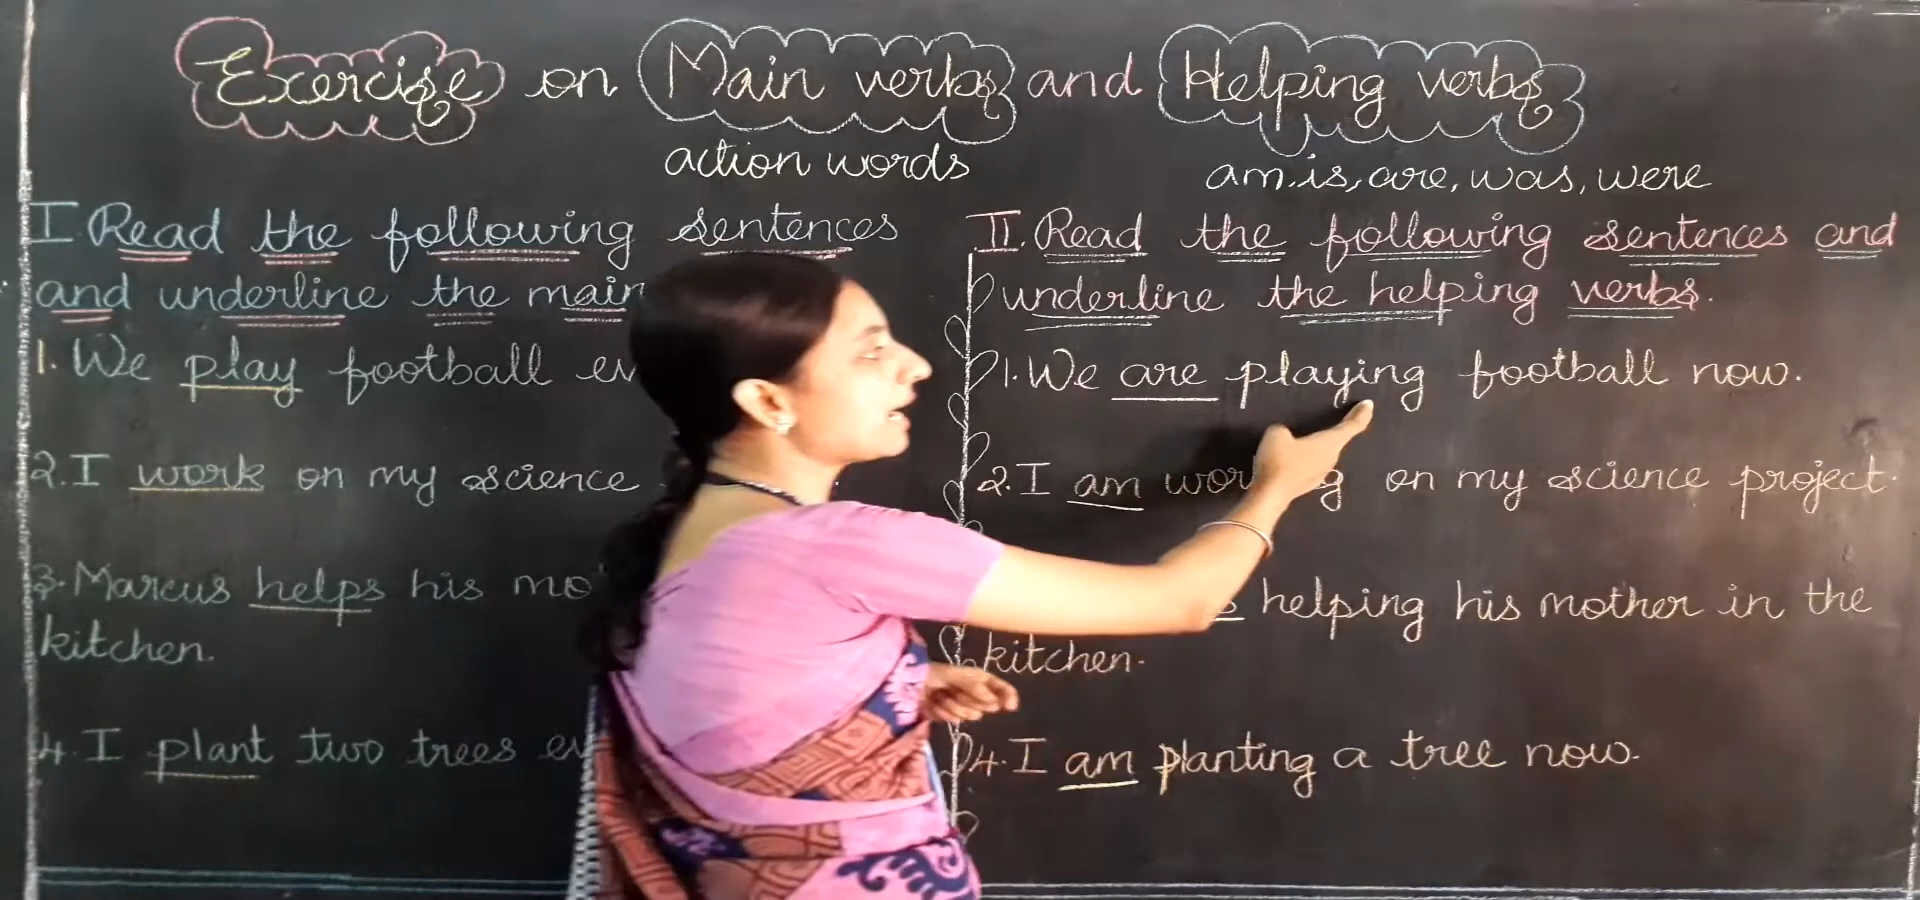 Exercise on Main verbs and Helping verbs
action words
am, is, are, was, were
I. Read the following sentences
and underline the main
1. We play football
2. I work on my science
3. Marcus helps his
kitchen.
4. I plant two trees
II. Read the following sentences and
underline the helping verbs.
1. We are playing football now.
2. I am on my science project.
helping his mother in the
kitchen.
4. I am planting a tree now.